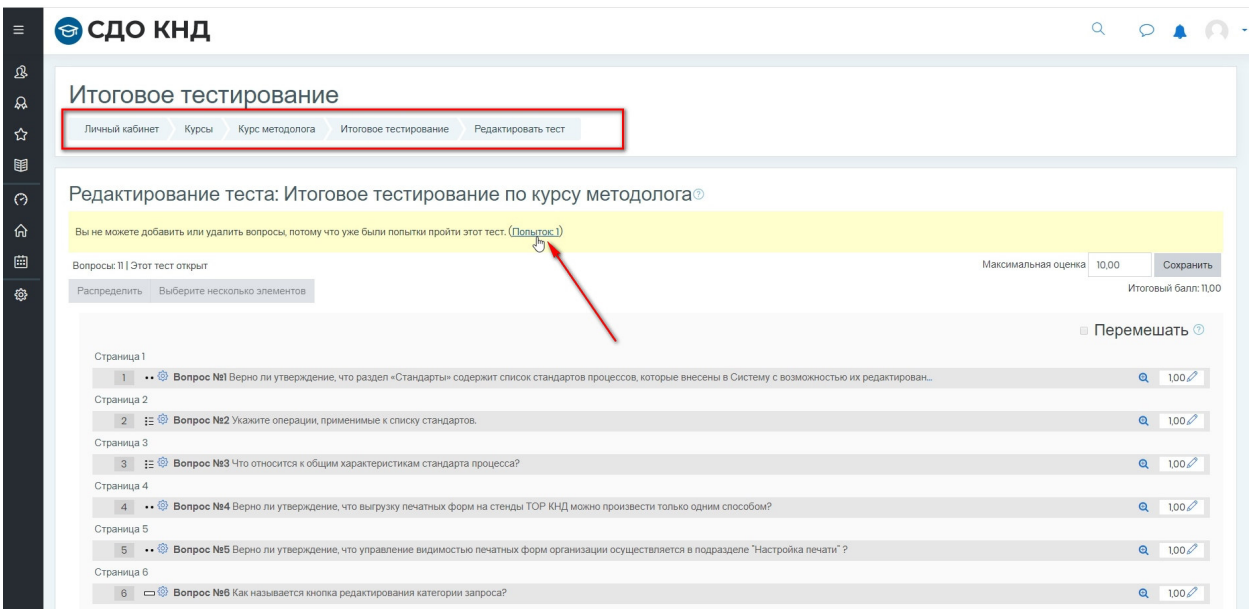 СДО КНД
Итоговое тестирование
Личный кабинет Курсы Курс методолога Итоговое тестирование Редактировать тест
Редактирование теста: Итоговое тестирование по курсу методолога
Вы не можете добавить или удалить вопросы, потому что уже были попытки пройти этот тест. (Попыток: 1)
Вопросы: 11 | Этот тест открыт Максимальная оценка 10,00 Сохранить
Распределить Выберите несколько элементов Итоговый балл: 11,00
Перемешать
Страница 1
1 Вопрос №1 Верно ли утверждение, что раздел «Стандарты» содержит список стандартов процессов, которые внесены в Систему с возможностью их редактирован... 1,00
Страница 2
2 Вопрос №2 Укажите операции, применимые к списку стандартов. 1,00
Страница 3
3 Вопрос №3 Что относится к общим характеристикам стандарта процесса? 1,00
Страница 4
4 Вопрос №4 Верно ли утверждение, что выгрузку печатных форм на стенды ТОР КНД можно произвести только одним способом? 1,00
Страница 5
5 Вопрос №5 Верно ли утверждение, что управление видимостью печатных форм организации осуществляется в подразделе "Настройка печати" ? 1,00
Страница 6
6 Вопрос №6 Как называется кнопка редактирования категории запроса? 1,00